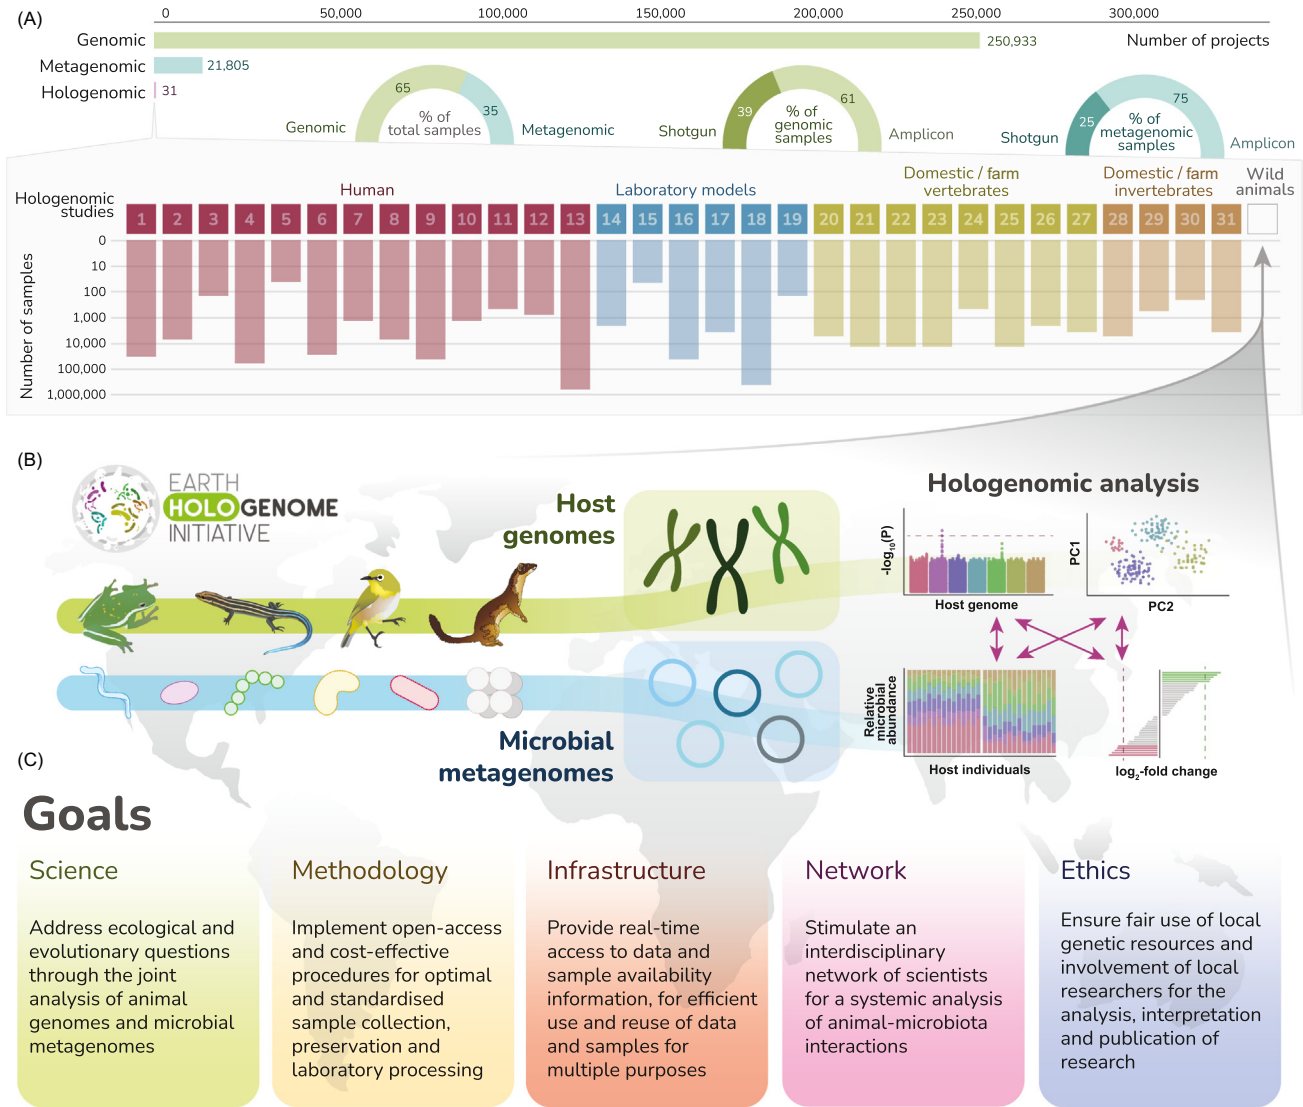 (A)
0 50,000 100,000 150,000 200,000 250,000 300,000
Genomic 250,933 Number of projects
Metagenomic 21,805
Hologenomic 31
65 35
% of
total samples
Genomic Metagenomic
39 61
% of
genomic
samples
Shotgun Amplicon
25 75
% of
metagenomic
samples
Shotgun Amplicon
Hologenomic
studies
Human
Laboratory models
Domestic / farm
vertebrates
Domestic / farm
invertebrates
Wild
animals
1 2 3 4 5 6 7 8 9 10 11 12 13 14 15 16 17 18 19 20 21 22 23 24 25 26 27 28 29 30 31
Number of samples
0
10
100
1,000
10,000
100,000
1,000,000
(B)
EARTH
HOLOGENOME
INITIATIVE
Host
genomes
Microbial
metagenomes
Hologenomic analysis
-log10(P)
Host genome
PC1
PC2
Relative
microbial
abundance
Host individuals
log2-fold change
(C)
Goals
Science
Address ecological and
evolutionary questions
through the joint
analysis of animal
genomes and microbial
metagenomes
Methodology
Implement open-access
and cost-effective
procedures for optimal
and standardised
sample collection,
preservation and
laboratory processing
Infrastructure
Provide real-time
access to data and
sample availability
information, for efficient
use and reuse of data
and samples for
multiple purposes
Network
Stimulate an
interdisciplinary
network of scientists
for a systemic analysis
of animal-microbiota
interactions
Ethics
Ensure fair use of local
genetic resources and
involvement of local
researchers for the
analysis, interpretation
and publication of
research